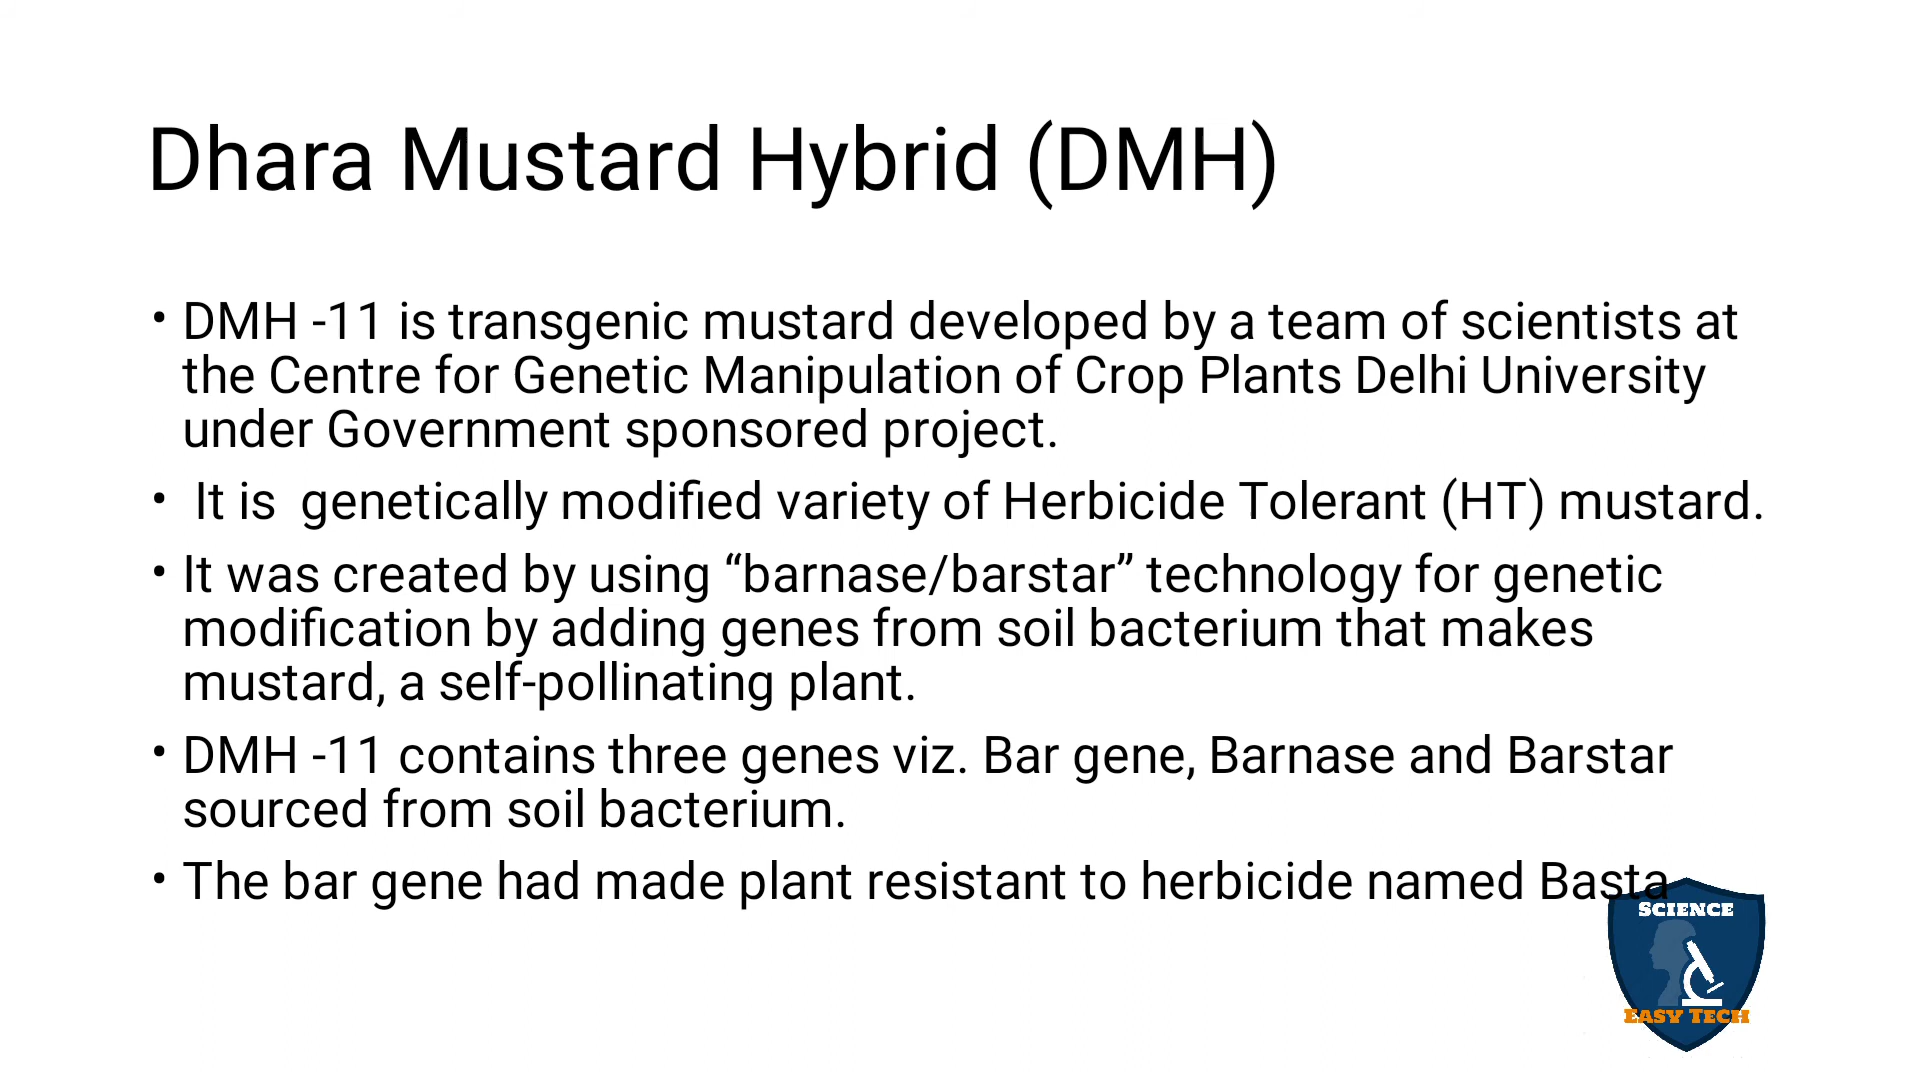 Dhara Mustard Hybrid (DMH)
• DMH -11 is transgenic mustard developed by a team of scientists at
the Centre for Genetic Manipulation of Crop Plants Delhi University
under Government sponsored project.
• It is genetically modified variety of Herbicide Tolerant (HT) mustard.
• It was created by using “barnase/barstar” technology for genetic
modification by adding genes from soil bacterium that makes
mustard, a self-pollinating plant.
• DMH -11 contains three genes viz. Bar gene, Barnase and Barstar
sourced from soil bacterium.
• The bar gene had made plant resistant to herbicide named Basta
SCIENCE
EASY TECH